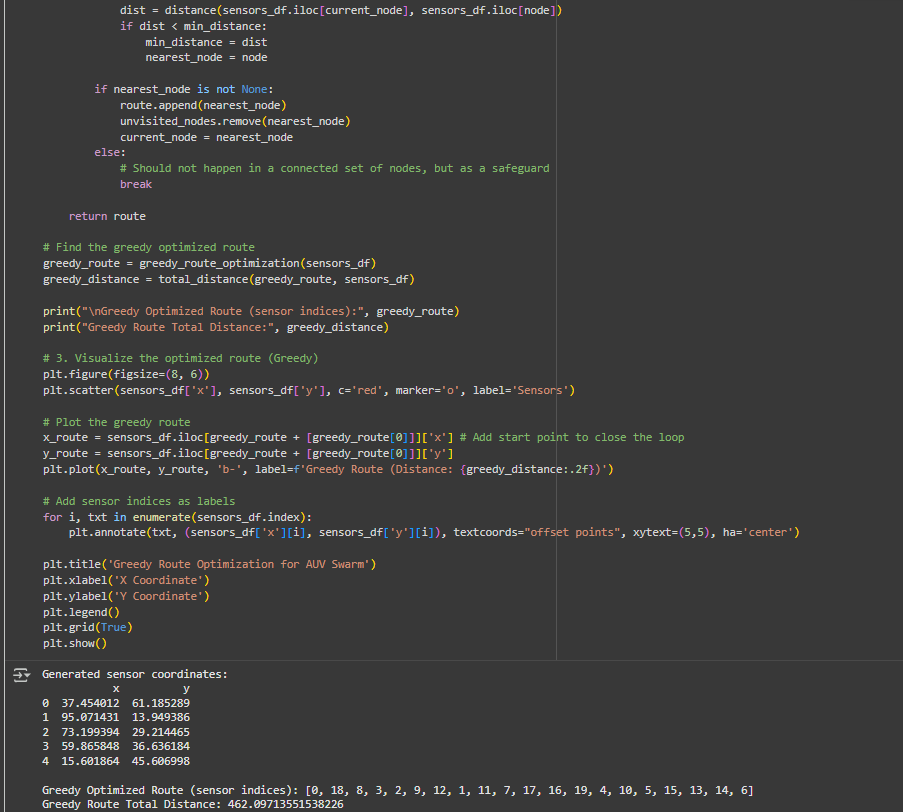 dist = distance(sensors_df.iloc[current_node], sensors_df.iloc[node])
            if dist < min_distance:
                min_distance = dist
                nearest_node = node

        if nearest_node is not None:
            route.append(nearest_node)
            unvisited_nodes.remove(nearest_node)
            current_node = nearest_node
        else:
            # Should not happen in a connected set of nodes, but as a safeguard
            break

    return route

# Find the greedy optimized route
greedy_route = greedy_route_optimization(sensors_df)
greedy_distance = total_distance(greedy_route, sensors_df)

print("\nGreedy Optimized Route (sensor indices):", greedy_route)
print("Greedy Route Total Distance:", greedy_distance)

# 3. Visualize the optimized route (Greedy)
plt.figure(figsize=(8, 6))
plt.scatter(sensors_df['x'], sensors_df['y'], c='red', marker='o', label='Sensors')

# Plot the greedy route
x_route = sensors_df.iloc[greedy_route + [greedy_route[0]]]['x'] # Add start point to close the loop
y_route = sensors_df.iloc[greedy_route + [greedy_route[0]]]['y']
plt.plot(x_route, y_route, 'b-', label=f'Greedy Route (Distance: {greedy_distance:.2f})')

# Add sensor indices as labels
for i, txt in enumerate(sensors_df.index):
    plt.annotate(txt, (sensors_df['x'][i], sensors_df['y'][i]), textcoords="offset points", xytext=(5,5), ha='center')

plt.title('Greedy Route Optimization for AUV Swarm')
plt.xlabel('X Coordinate')
plt.ylabel('Y Coordinate')
plt.legend()
plt.grid(True)
plt.show()

Generated sensor coordinates:
           x          y
0  37.454012  61.185289
1  95.071431  13.949386
2  73.199394  29.214465
3  59.865848  36.636184
4  15.601864  45.606998

Greedy Optimized Route (sensor indices): [0, 18, 8, 3, 2, 9, 12, 1, 11, 7, 17, 16, 19, 4, 10, 5, 15, 13, 14, 6]
Greedy Route Total Distance: 462.09713551538226